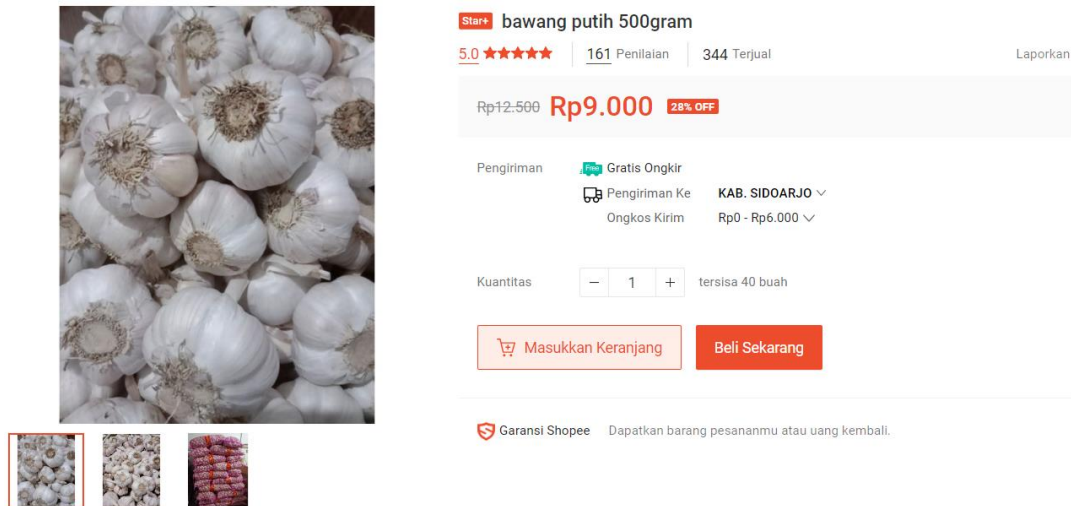 Star+ bawang putih 500gram
5.0 161 Penilaian 344 Terjual Laporkan
Rp12.500 Rp9.000 28% OFF
Pengiriman Free Gratis Ongkir
Pengiriman Ke KAB. SIDOARJO
Ongkos Kirim Rp0 - Rp6.000
Kuantitas − 1 + tersisa 40 buah
Masukkan Keranjang Beli Sekarang
Garansi Shopee Dapatkan barang pesananmu atau uang kembali.